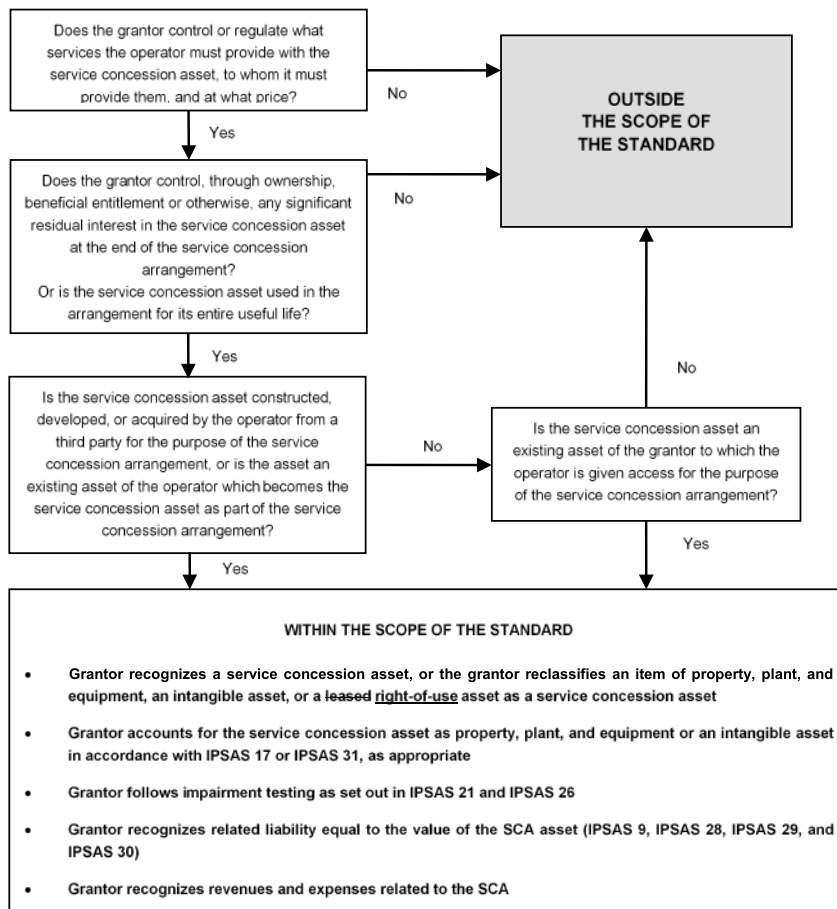 Does the grantor control or regulate what
services the operator must provide with the
service concession asset, to whom it must
provide them, and at what price?
No
OUTSIDE
THE SCOPE OF
THE STANDARD
Yes
Does the grantor control, through ownership,
beneficial entitlement or otherwise, any significant
residual interest in the service concession asset
at the end of the service concession
arrangement?
Or is the service concession asset used in the
arrangement for its entire useful life?
No
Yes
No
Is the service concession asset constructed,
developed, or acquired by the operator from a
third party for the purpose of the service
concession arrangement, or is the asset an
existing asset of the operator which becomes the
service concession asset as part of the service
concession arrangement?
No
Is the service concession asset an
existing asset of the grantor to which the
operator is given access for the purpose
of the service concession arrangement?
Yes
Yes
WITHIN THE SCOPE OF THE STANDARD
• Grantor recognizes a service concession asset, or the grantor reclassifies an item of property, plant, and
equipment, an intangible asset, or a leased right-of-use asset as a service concession asset
• Grantor accounts for the service concession asset as property, plant, and equipment or an intangible asset
in accordance with IPSAS 17 or IPSAS 31, as appropriate
• Grantor follows impairment testing as set out in IPSAS 21 and IPSAS 26
• Grantor recognizes related liability equal to the value of the SCA asset (IPSAS 9, IPSAS 28, IPSAS 29, and
IPSAS 30)
• Grantor recognizes revenues and expenses related to the SCA